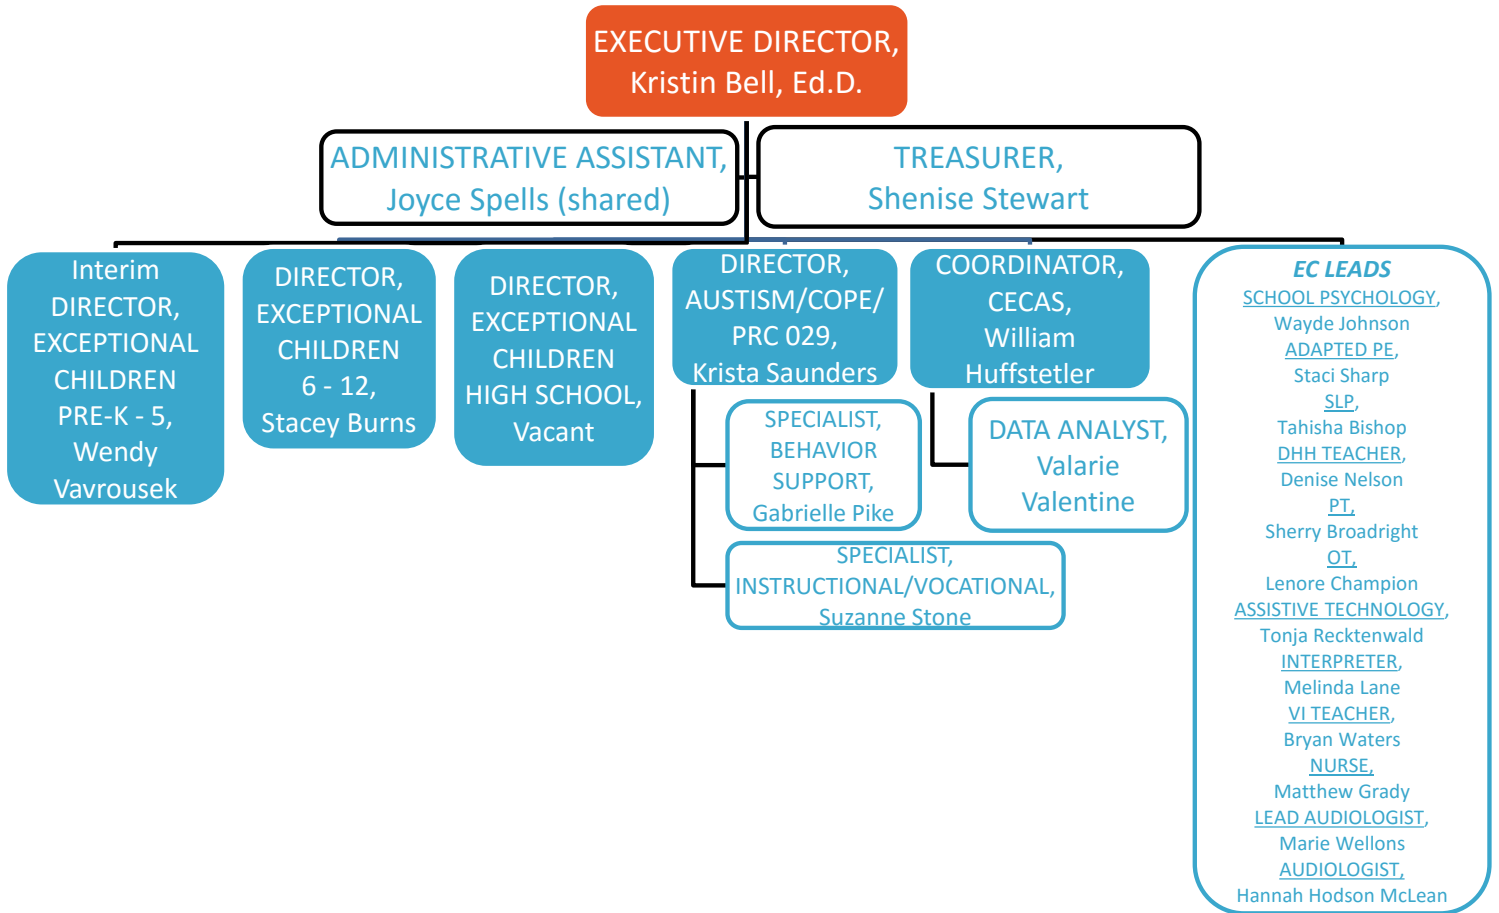 EXECUTIVE DIRECTOR,
Kristin Bell, Ed.D.
ADMINISTRATIVE ASSISTANT,
Joyce Spells (shared)
TREASURER,
Shenise Stewart
Interim
DIRECTOR,
EXCEPTIONAL
CHILDREN
PRE-K - 5,
Wendy
Vavrousek
DIRECTOR,
EXCEPTIONAL
CHILDREN
6 - 12,
Stacey Burns
DIRECTOR,
EXCEPTIONAL
CHILDREN
HIGH SCHOOL,
Vacant
DIRECTOR,
AUSTISM/COPE/
PRC 029,
Krista Saunders
SPECIALIST,
BEHAVIOR
SUPPORT,
Gabrielle Pike
SPECIALIST,
INSTRUCTIONAL/VOCATIONAL,
Suzanne Stone
COORDINATOR,
CECAS,
William
Huffstetler
DATA ANALYST,
Valarie
Valentine
EC LEADS
SCHOOL PSYCHOLOGY,
Wayde Johnson
ADAPTED PE,
Staci Sharp
SLP,
Tahisha Bishop
DHH TEACHER,
Denise Nelson
PT,
Sherry Broadright
OT,
Lenore Champion
ASSISTIVE TECHNOLOGY,
Tonja Recktenwald
INTERPRETER,
Melinda Lane
VI TEACHER,
Bryan Waters
NURSE,
Matthew Grady
LEAD AUDIOLOGIST,
Marie Wellons
AUDIOLOGIST,
Hannah Hodson McLean